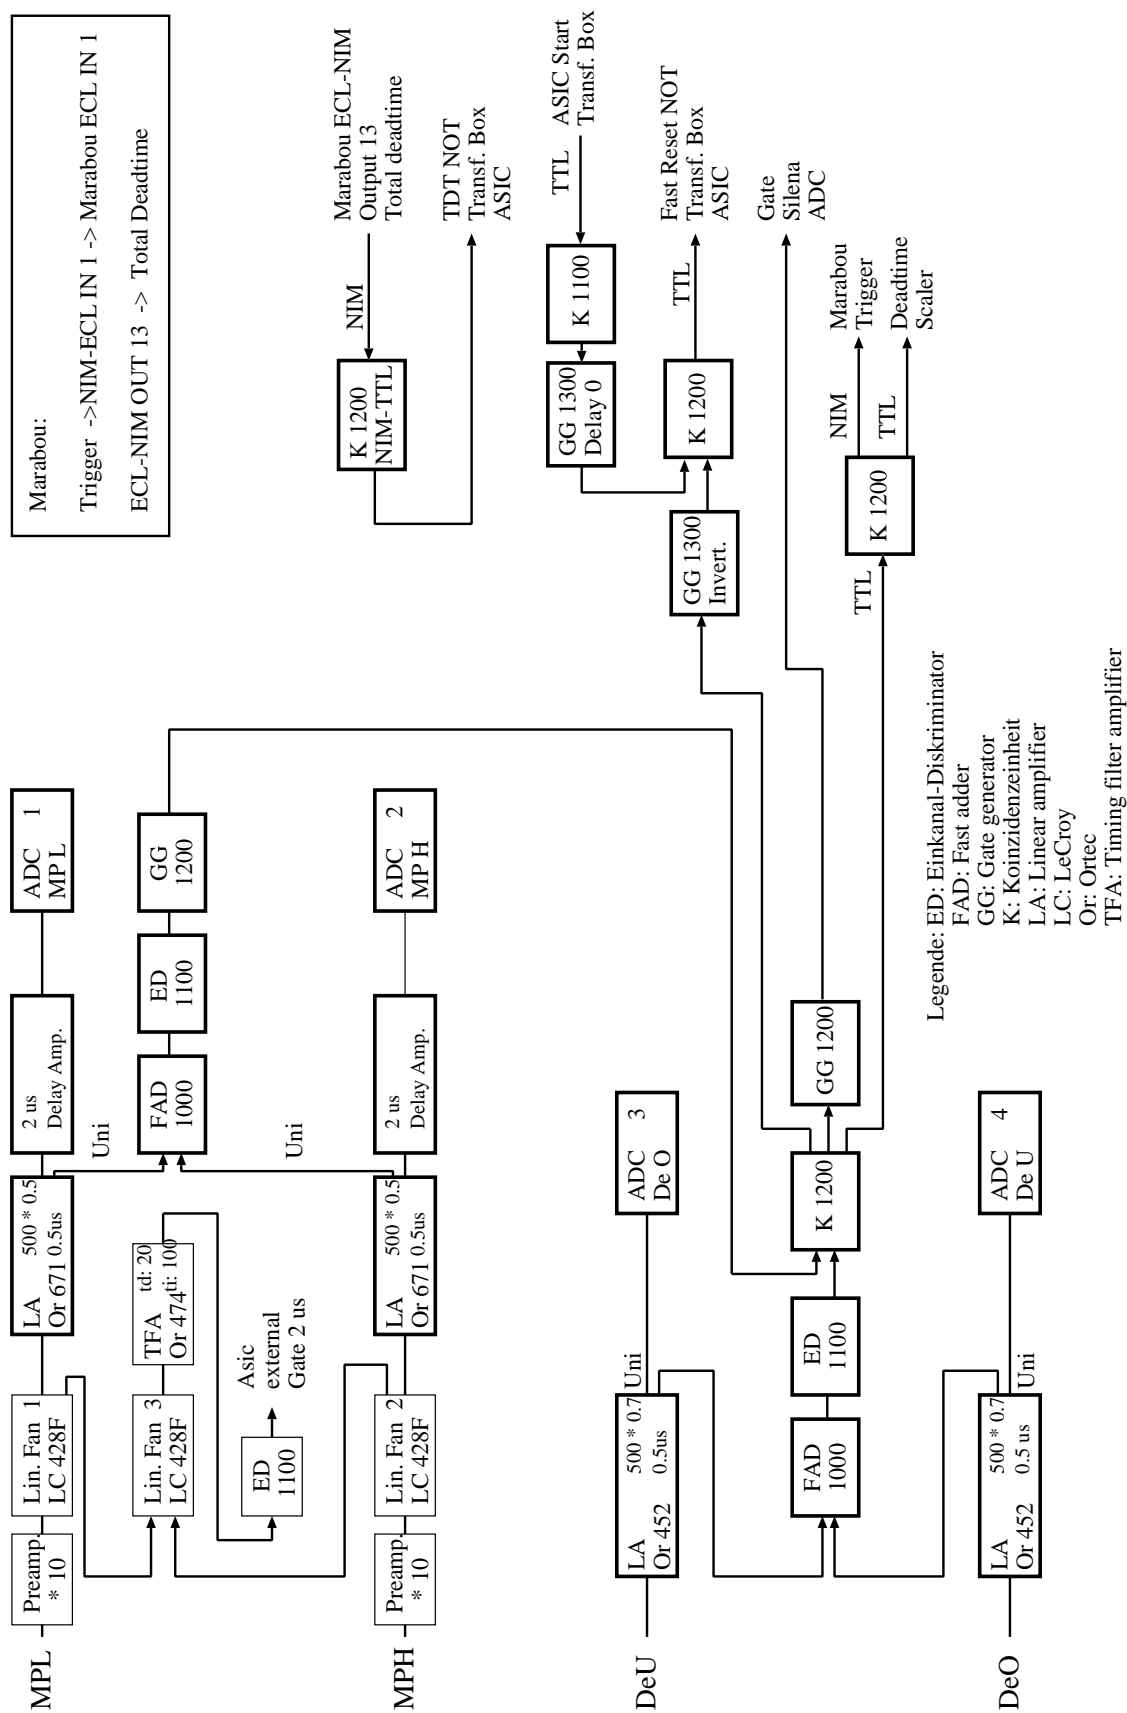 Marabou:
Trigger ->NIM-ECL IN 1 -> Marabou ECL IN 1
ECL-NIM OUT 13 -> Total Deadtime
MPL
Preamp.
* 10
Lin. Fan 1
LC 428F
LA 500 * 0.5
Or 671 0.5us
2 us
Delay Amp.
ADC 1
MP L
Uni
Lin. Fan 3
LC 428F
TFA td: 20
Or 474 ti: 100
FAD
1000
ED
1100
GG
1200
ED
1100
Asic
external
Gate 2 us
Uni
MPH
Preamp.
* 10
Lin. Fan 2
LC 428F
LA 500 * 0.5
Or 671 0.5us
2 us
Delay Amp.
ADC 2
MP H
Marabou ECL-NIM
Output 13
Total deadtime
NIM
K 1200
NIM-TTL
TDT NOT
Transf. Box
ASIC
ASIC Start
Transf. Box
TTL
K 1100
GG 1300
Delay 0
K 1200
TTL
Fast Reset NOT
Transf. Box
ASIC
GG 1300
Invert.
Gate
Silena
ADC
DeU
LA 500 * 0.7
Or 452 0.5us
Uni
ADC 3
De O
FAD
1000
ED
1100
K 1200
GG 1200
TTL
K 1200
NIM
TTL
Marabou
Trigger
Deadtime
Scaler
DeO
LA 500 * 0.7
Or 452 0.5 us
Uni
ADC 4
De U
Legende: ED: Einkanal-Diskriminator
FAD: Fast adder
GG: Gate generator
K: Koinzidenzeinheit
LA: Linear amplifier
LC: LeCroy
Or: Ortec
TFA: Timing filter amplifier